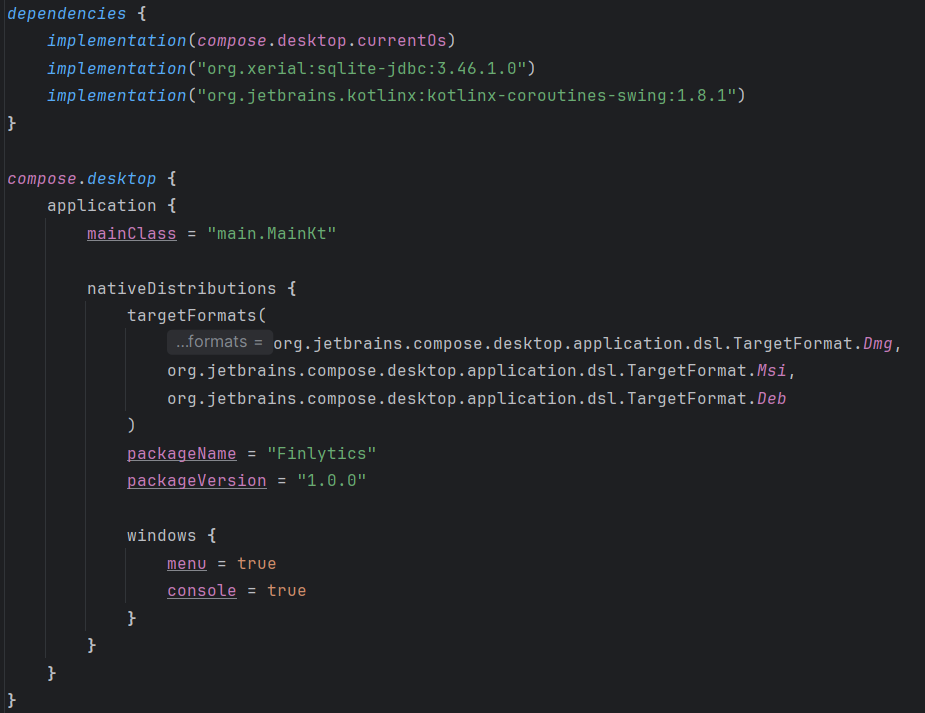 dependencies {
    implementation(compose.desktop.currentOs)
    implementation("org.xerial:sqlite-jdbc:3.46.1.0")
    implementation("org.jetbrains.kotlinx:kotlinx-coroutines-swing:1.8.1")
}

compose.desktop {
    application {
        mainClass = "main.MainKt"

        nativeDistributions {
            targetFormats(
                ...formats = org.jetbrains.compose.desktop.application.dsl.TargetFormat.Dmg,
                org.jetbrains.compose.desktop.application.dsl.TargetFormat.Msi,
                org.jetbrains.compose.desktop.application.dsl.TargetFormat.Deb
            )
            packageName = "Finlytics"
            packageVersion = "1.0.0"

            windows {
                menu = true
                console = true
            }
        }
    }
}